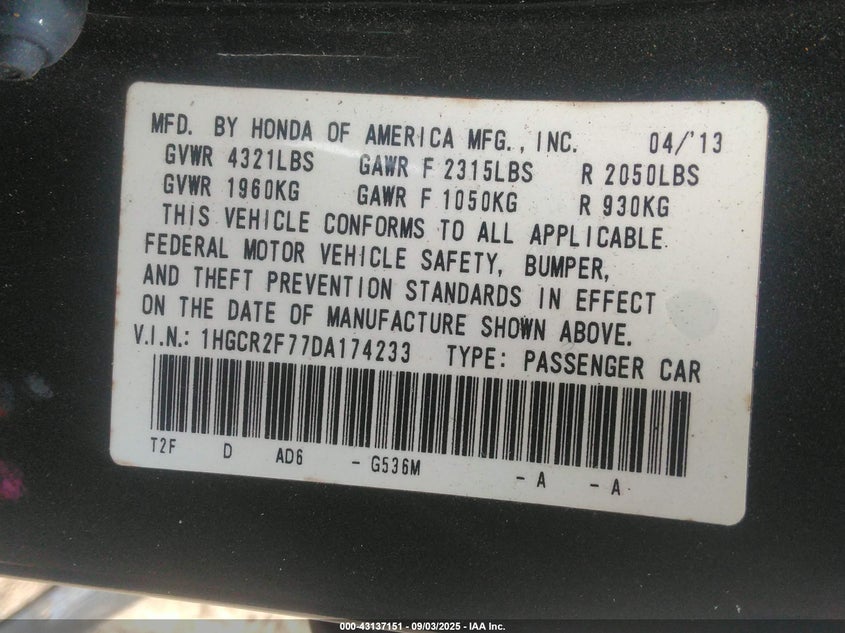 MFD. BY HONDA OF AMERICA MFG., INC. 04/'13
GVWR 4321LBS GAWR F 2315LBS R 2050LBS
GVWR 1960KG GAWR F 1050KG R 930KG
THIS VEHICLE CONFORMS TO ALL APPLICABLE
FEDERAL MOTOR VEHICLE SAFETY, BUMPER,
AND THEFT PREVENTION STANDARDS IN EFFECT
ON THE DATE OF MANUFACTURE SHOWN ABOVE.
V.I.N.: 1HGCR2F77DA174233 TYPE: PASSENGER CAR
T2F D AD6 - G536M - A - A
000-43137151 - 09/03/2025 - IAA Inc.